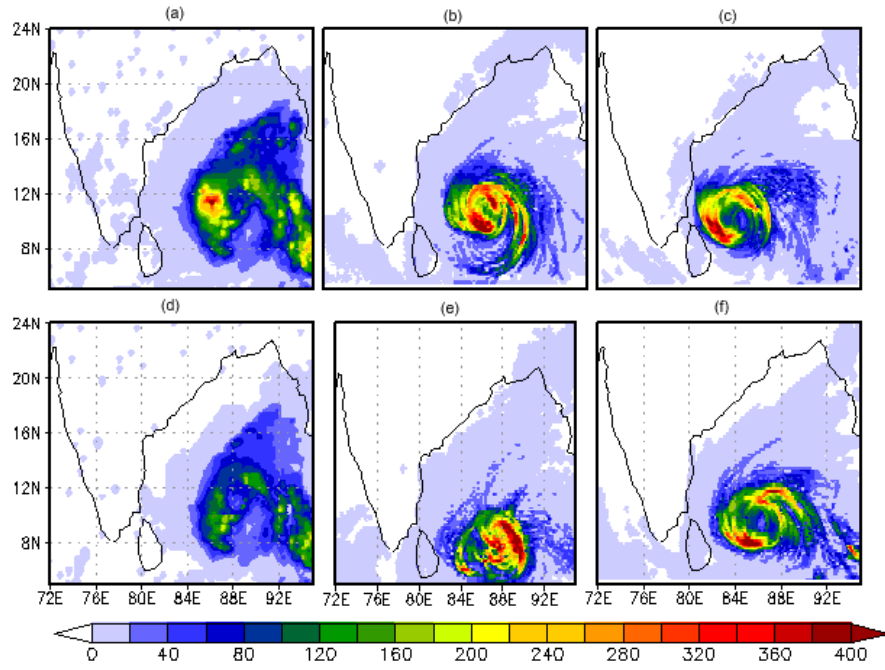 (a) (b) (c)
24N
20N
16N
12N
8N
(d) (e) (f)
24N
20N
16N
12N
8N
72E 76E 80E 84E 88E 92E 72E 76E 80E 84E 88E 92E 72E 76E 80E 84E 88E 92E
0 40 80 120 160 200 240 280 320 360 400